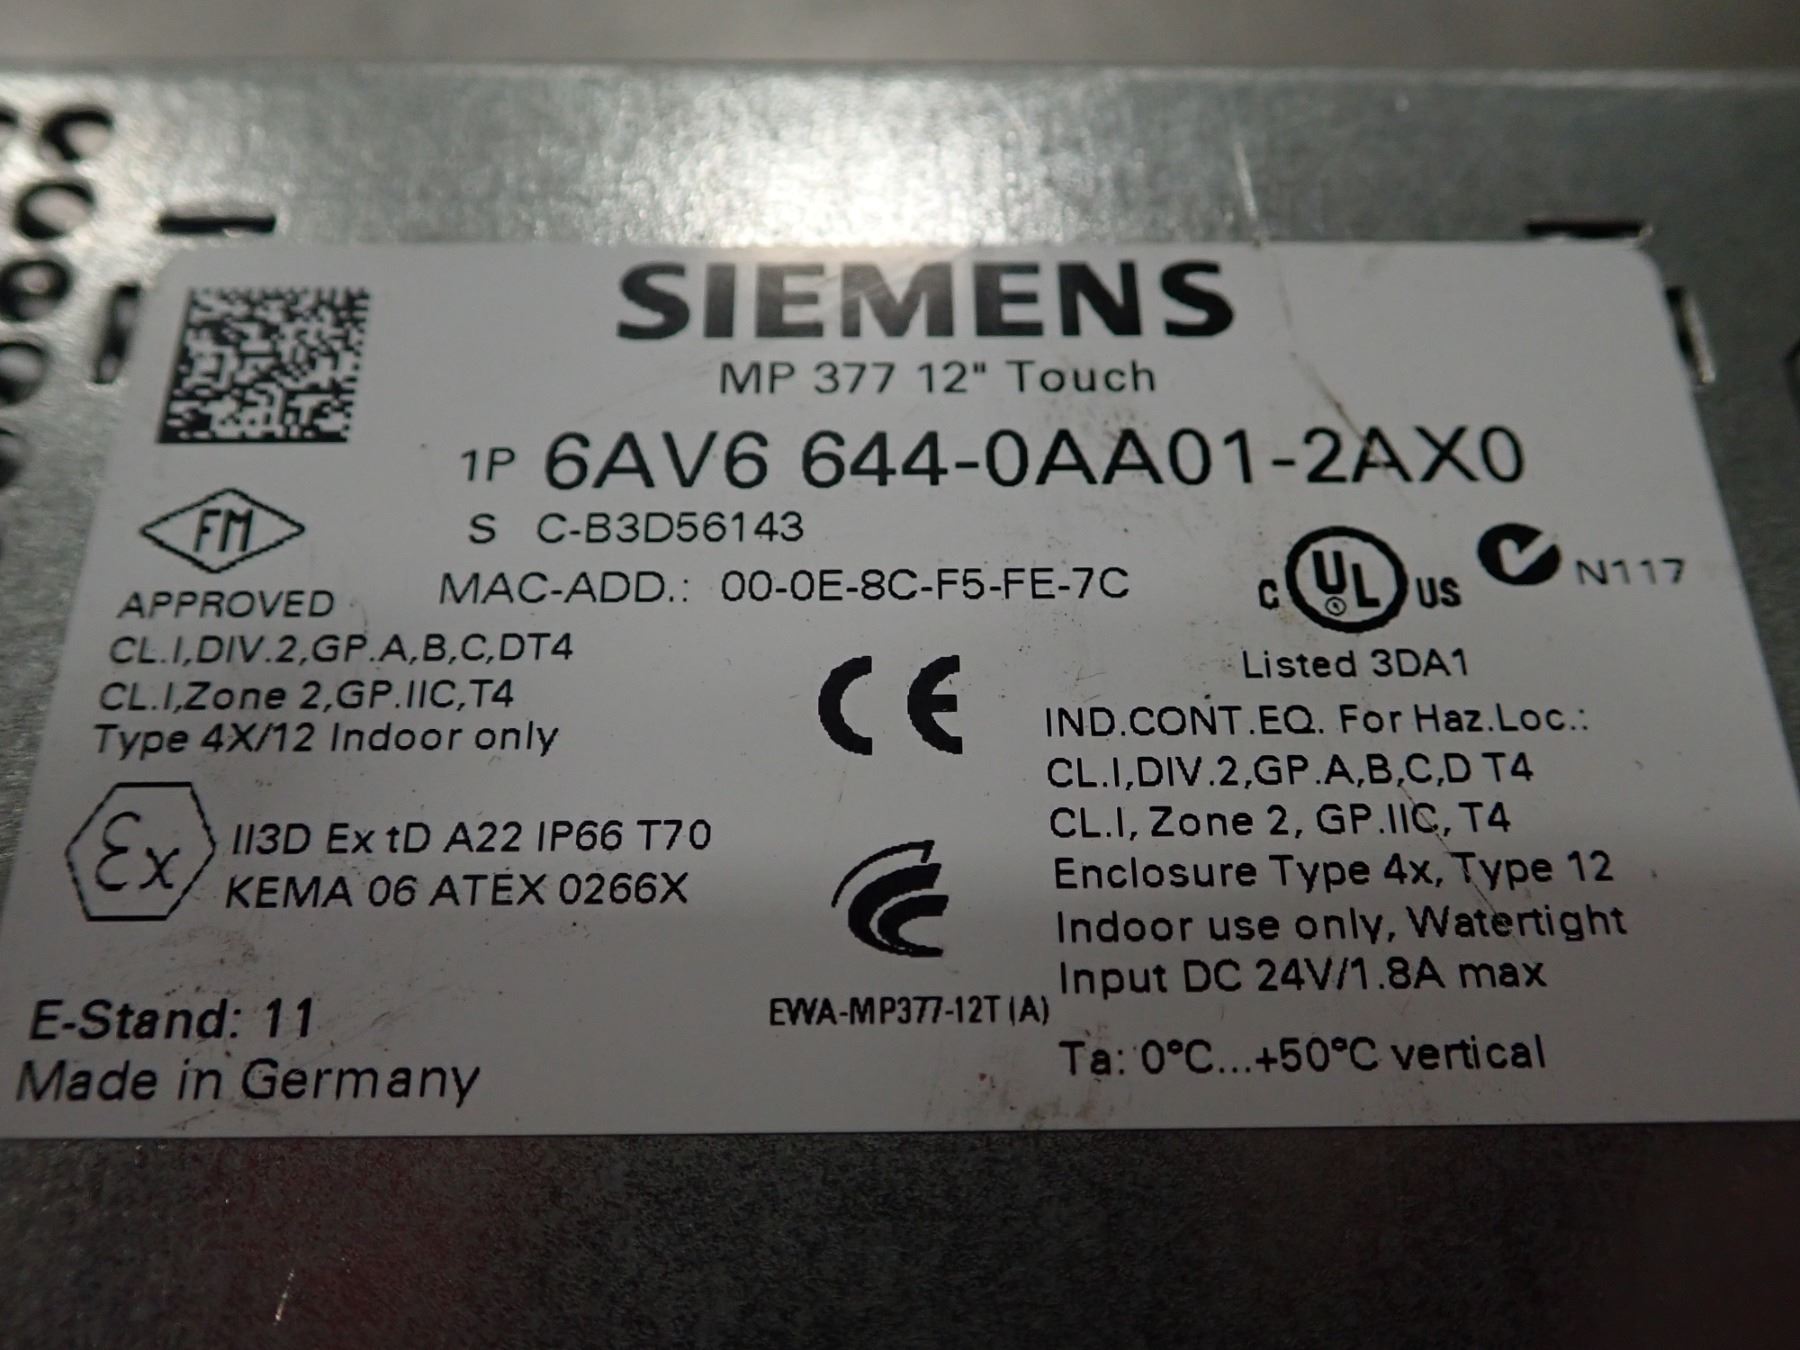 SIEMENS
MP 377 12" Touch
1P 6AV6 644-0AA01-2AX0
S C-B3D56143
MAC-ADD.: 00-0E-8C-F5-FE-7C
FM
APPROVED
CL.I,DIV.2,GP.A,B,C,DT4
CL.I,Zone 2,GP.IIC,T4
Type 4X/12 Indoor only
Ex
II3D Ex tD A22 IP66 T70
KEMA 06 ATEX 0266X
E-Stand: 11
Made in Germany
CE
EWA-MP377-12T (A)
C UL US
N117
Listed 3DA1
IND.CONT.EQ. For Haz.Loc.:
CL.I,DIV.2,GP.A,B,C,D T4
CL.I, Zone 2, GP.IIC, T4
Enclosure Type 4x, Type 12
Indoor use only, Watertight
Input DC 24V/1.8A max
Ta: 0°C...+50°C vertical